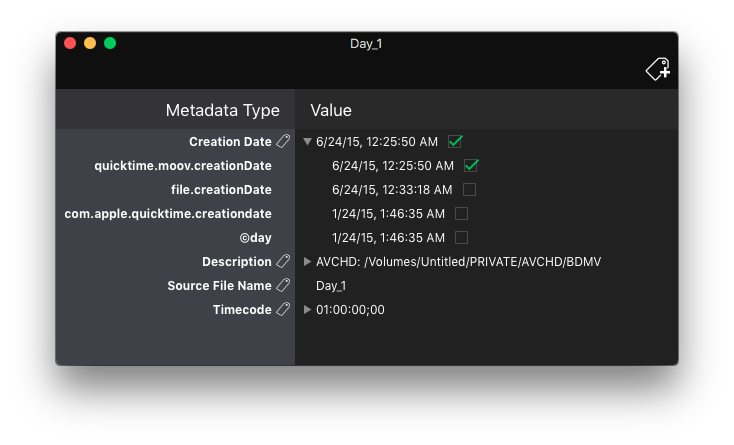 Day_1
Metadata Type Value
Creation Date 6/24/15, 12:25:50 AM
quicktime.moov.creationDate 6/24/15, 12:25:50 AM
file.creationDate 6/24/15, 12:33:18 AM
com.apple.quicktime.creationdate 1/24/15, 1:46:35 AM
©day 1/24/15, 1:46:35 AM
Description AVCHD: /Volumes/Untitled/PRIVATE/AVCHD/BDMV
Source File Name Day_1
Timecode 01:00:00;00